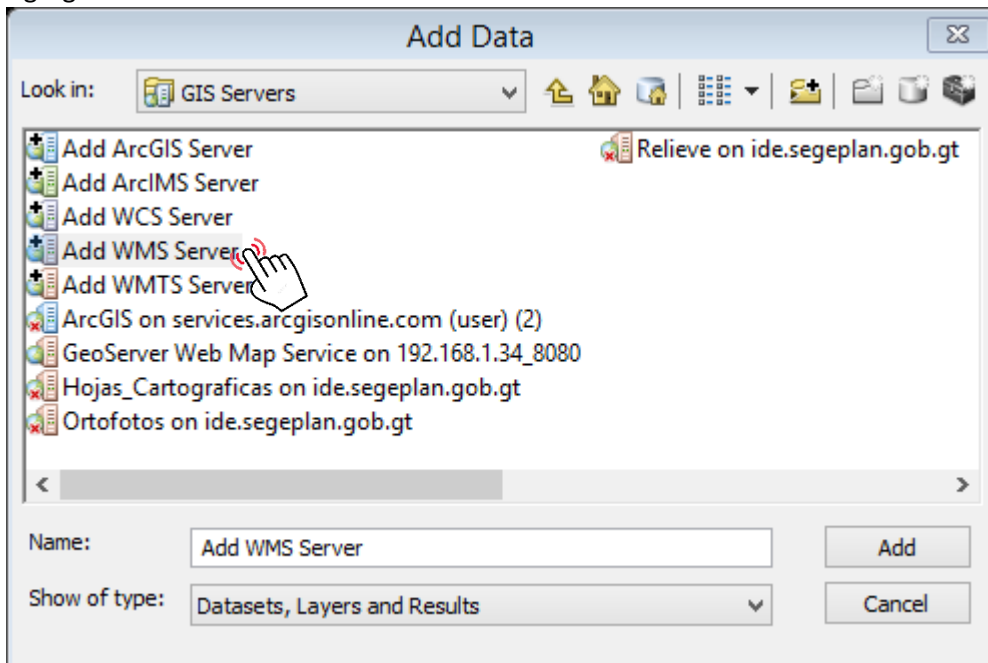 Add Data
Look in: GIS Servers
Add ArcGIS Server
Add ArcIMS Server
Add WCS Server
Add WMS Server
Add WMTS Server
ArcGIS on services.arcgisonline.com (user) (2)
GeoServer Web Map Service on 192.168.1.34_8080
Hojas_Cartograficas on ide.segeplan.gob.gt
Ortofotos on ide.segeplan.gob.gt
Relieve on ide.segeplan.gob.gt
Name: Add WMS Server Add
Show of type: Datasets, Layers and Results Cancel